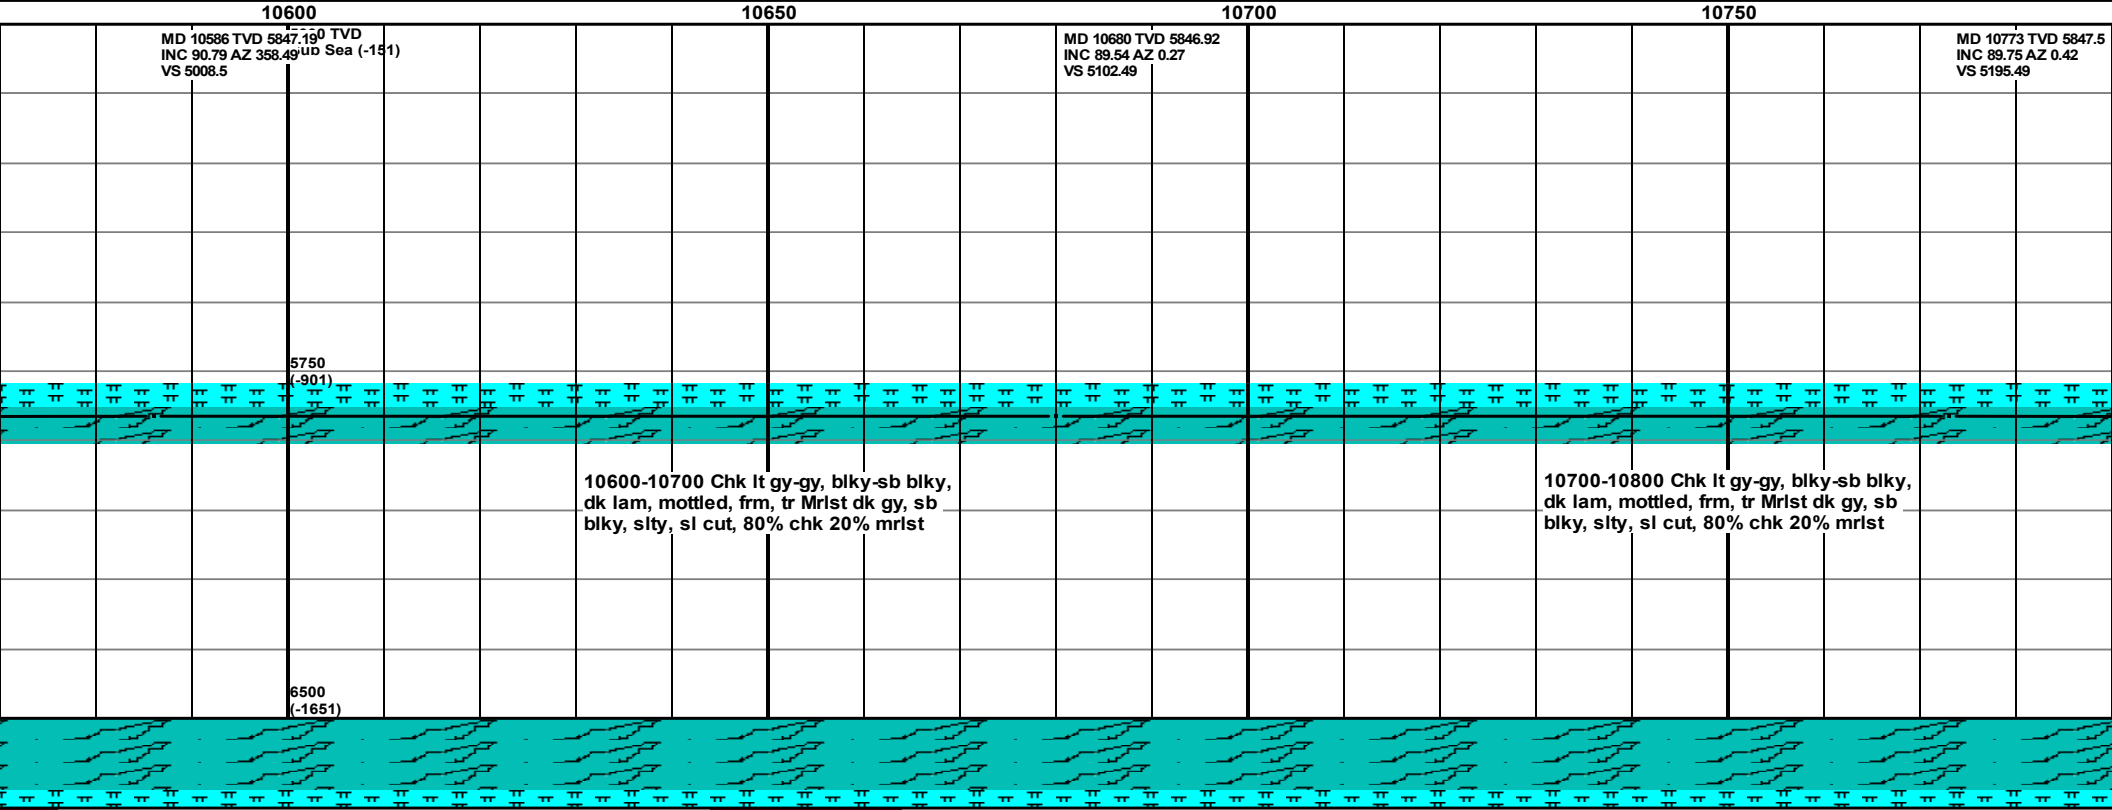 10600 10650 10700 10750
MD 10586 TVD 5847.19
INC 90.79 AZ 358.49
VS 5008.5
TVD
Sea (-151)
MD 10680 TVD 5846.92
INC 89.54 AZ 0.27
VS 5102.49
MD 10773 TVD 5847.5
INC 89.75 AZ 0.42
VS 5195.49
5750
(-901)
10600-10700 Chk lt gy-gy, blky-sb blky,
dk lam, mottled, frm, tr Mrlst dk gy, sb
blky, slty, sl cut, 80% chk 20% mrlst
10700-10800 Chk lt gy-gy, blky-sb blky,
dk lam, mottled, frm, tr Mrlst dk gy, sb
blky, slty, sl cut, 80% chk 20% mrlst
6500
(-1651)